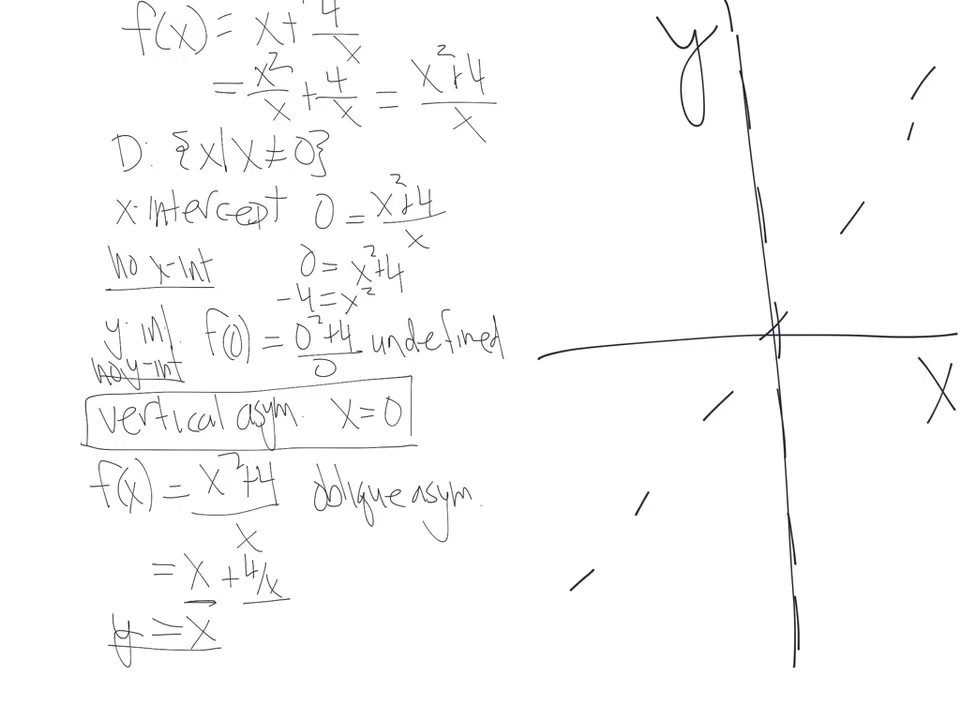 f(x) = x + 4/x
= x²/x + 4/x = (x²+4)/x
D: {x|x≠0}
x-intercept 0 = (x²+4)/x
no x-int 0 = x²+4
-4 = x²
y-int f(0) = (0²+4)/0 undefined
no y-int
vertical asym. x=0
f(x) = (x²+4)/x oblique asym.
= x + 4/x
y = x
y
x